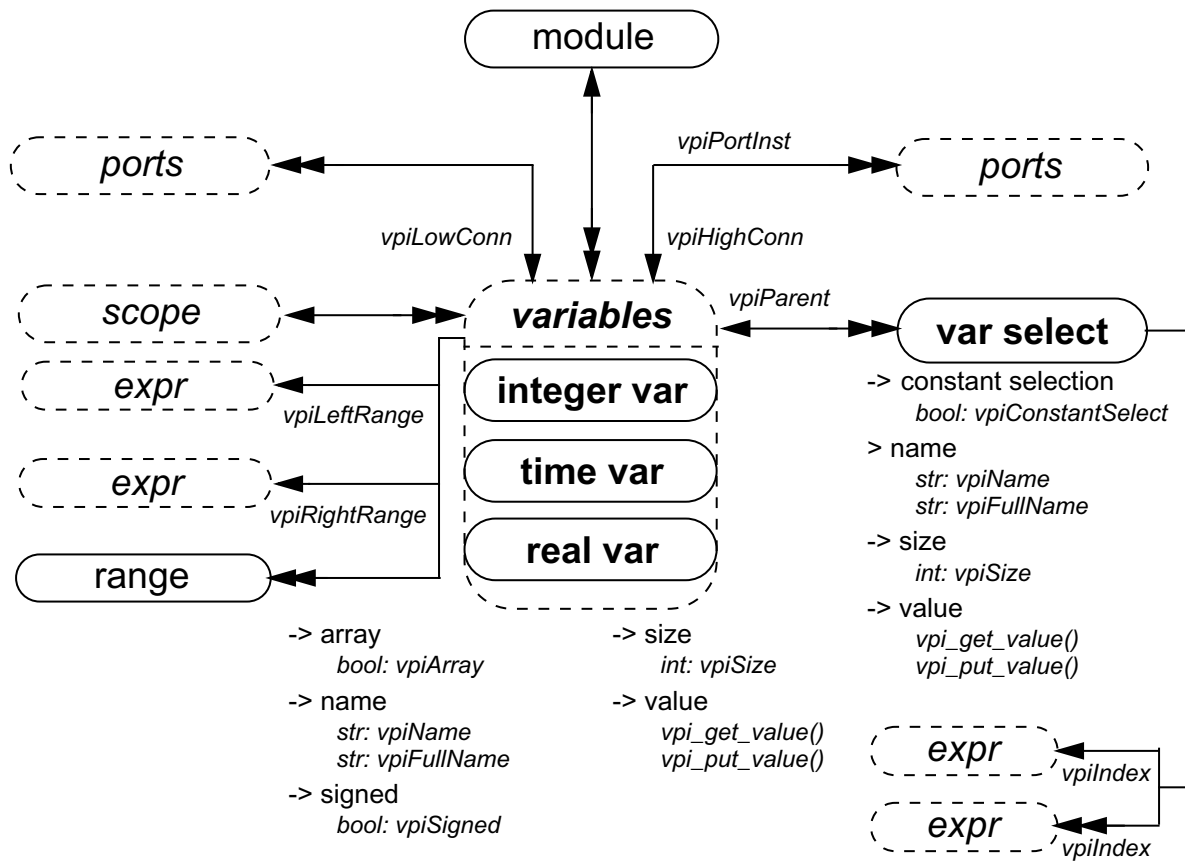 module
vpiPortInst
ports
ports
vpiLowConn
vpiHighConn
scope
variables
vpiParent
var select
expr
vpiLeftRange
integer var
-> constant selection
bool: vpiConstantSelect
> name
str: vpiName
str: vpiFullName
expr
vpiRightRange
time var
-> size
int: vpiSize
range
real var
-> value
vpi_get_value()
vpi_put_value()
-> array
bool: vpiArray
-> name
str: vpiName
str: vpiFullName
-> signed
bool: vpiSigned
-> size
int: vpiSize
-> value
vpi_get_value()
vpi_put_value()
expr
vpiIndex
expr
vpiIndex